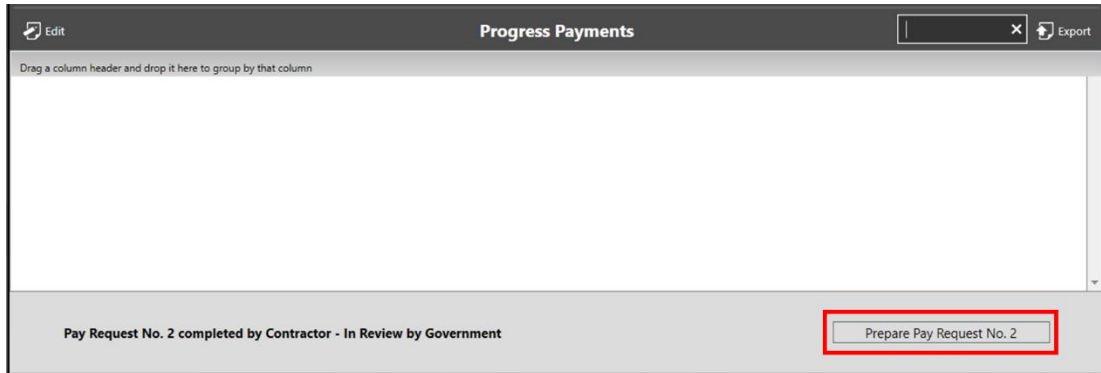 Edit
Progress Payments
Export
Drag a column header and drop it here to group by that column
Pay Request No. 2 completed by Contractor - In Review by Government
Prepare Pay Request No. 2